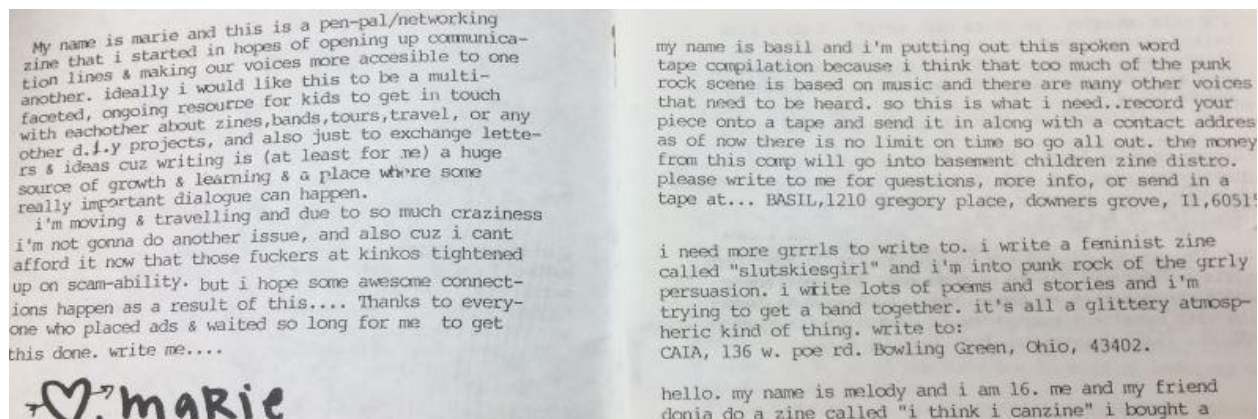 My name is marie and this is a pen-pal/networking
zine that i started in hopes of opening up communica-
tion lines & making our voices more accesible to one
another. ideally i would like this to be a multi-
faceted, ongoing resource for kids to get in touch
with eachother about zines,bands,tours,travel, or any
other d.i.y projects, and also just to exchange lette-
rs & ideas cuz writing is (at least for me) a huge
source of growth & learning & a place where some
really important dialogue can happen.
i'm moving & travelling and due to so much craziness
i'm not gonna do another issue, and also cuz i cant
afford it now that those fuckers at kinkos tightened
up on scam-ability. but i hope some awesome connect-
ions happen as a result of this.... Thanks to every-
one who placed ads & waited so long for me to get
this done. write me....
maRie
my name is basil and i'm putting out this spoken word
tape compilation because i think that too much of the punk
rock scene is based on music and there are many other voices
that need to be heard. so this is what i need..record your
piece onto a tape and send it in along with a contact addres
as of now there is no limit on time so go all out. the money
from this comp will go into basement children zine distro.
please write to me for questions, more info, or send in a
tape at... BASIL,1210 gregory place, downers grove, Il,6051
i need more grrrls to write to. i write a feminist zine
called "slutskiesgirl" and i'm into punk rock of the grrly
persuasion. i write lots of poems and stories and i'm
trying to get a band together. it's all a glittery atmosp-
heric kind of thing. write to:
CAIA, 136 w. poe rd. Bowling Green, Ohio, 43402.
hello. my name is melody and i am 16. me and my friend
donia do a zine called "i think i canzine" i bought a